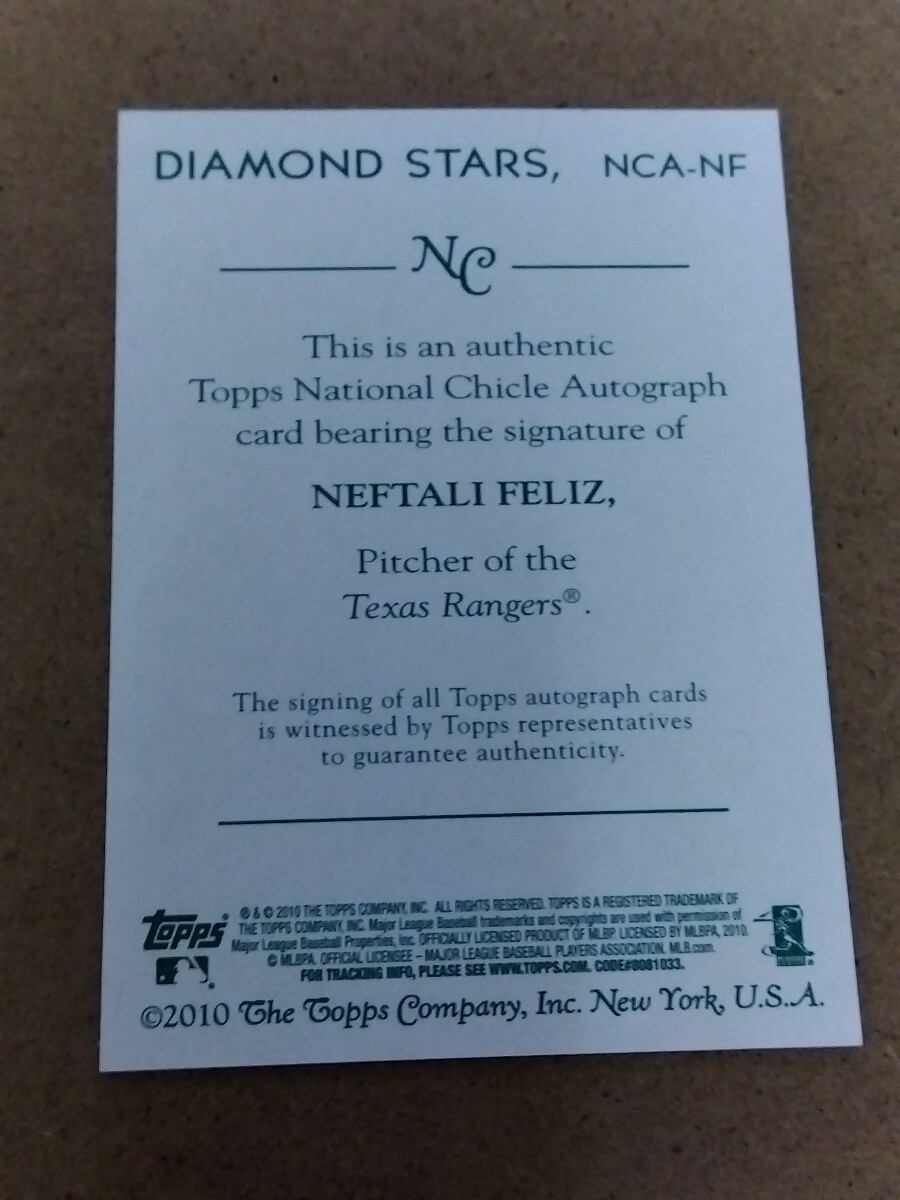 DIAMOND STARS, NCA-NF
NC
This is an authentic
Topps National Chicle Autograph
card bearing the signature of
NEFTALI FELIZ,
Pitcher of the
Texas Rangers®.
The signing of all Topps autograph cards
is witnessed by Topps representatives
to guarantee authenticity.
Topps
® & © 2010 THE TOPPS COMPANY, INC. ALL RIGHTS RESERVED. TOPPS IS A REGISTERED TRADEMARK OF
THE TOPPS COMPANY, INC. Major League Baseball trademarks and copyrights are used with permission of
Major League Baseball Properties, Inc. OFFICIALLY LICENSED PRODUCT OF MLBP LICENSED BY MLBPA, 2010.
© MLBPA. OFFICIAL LICENSEE – MAJOR LEAGUE BASEBALL PLAYERS ASSOCIATION. MLB.com.
FOR TRACKING INFO, PLEASE SEE WWW.TOPPS.COM. CODE#8081033.
©2010 The Topps Company, Inc. New York, U.S.A.